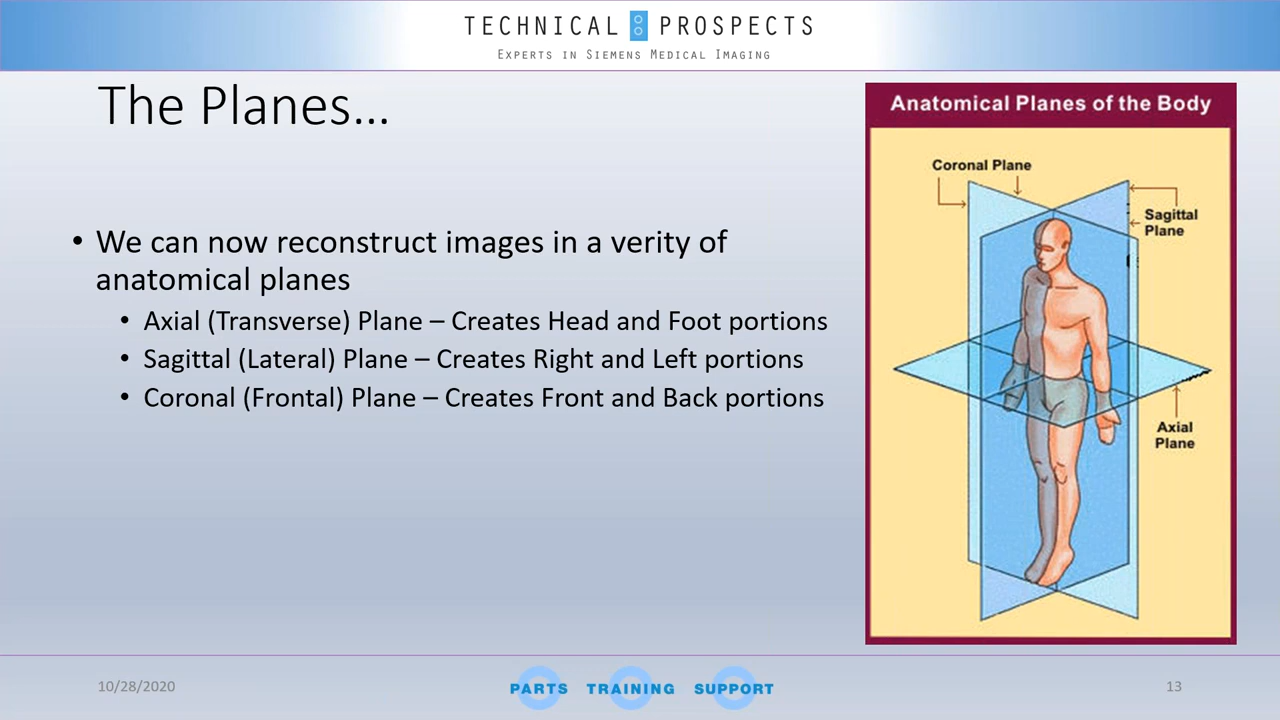 TECHNICAL PROSPECTS
EXPERTS IN SIEMENS MEDICAL IMAGING
The Planes...
• We can now reconstruct images in a verity of
anatomical planes
• Axial (Transverse) Plane – Creates Head and Foot portions
• Sagittal (Lateral) Plane – Creates Right and Left portions
• Coronal (Frontal) Plane – Creates Front and Back portions
Anatomical Planes of the Body
Coronal Plane
Sagittal
Plane
Axial
Plane
10/28/2020
PARTS TRAINING SUPPORT
13